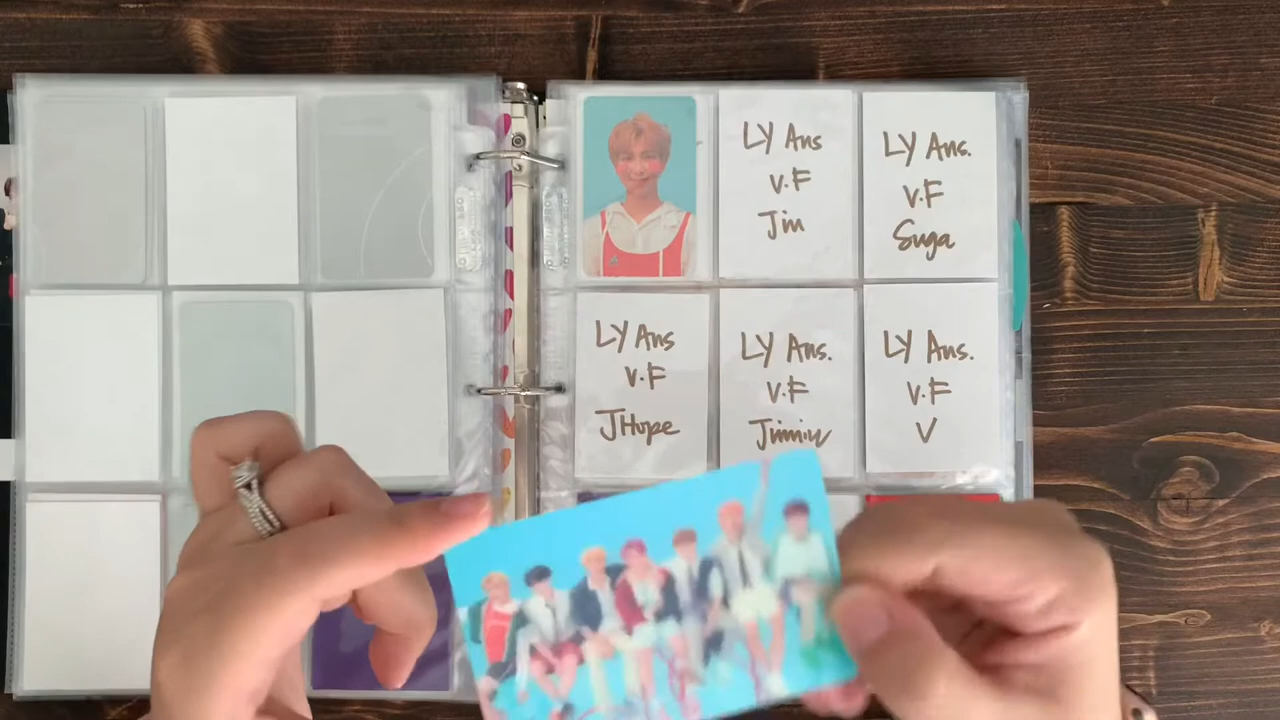 LY Ans
V.F
Jin
LY Ans.
V.F
Suga
LY Ans
V.F
JHope
LY Ans.
V.F
Jimin
LY Ans.
V.F
V